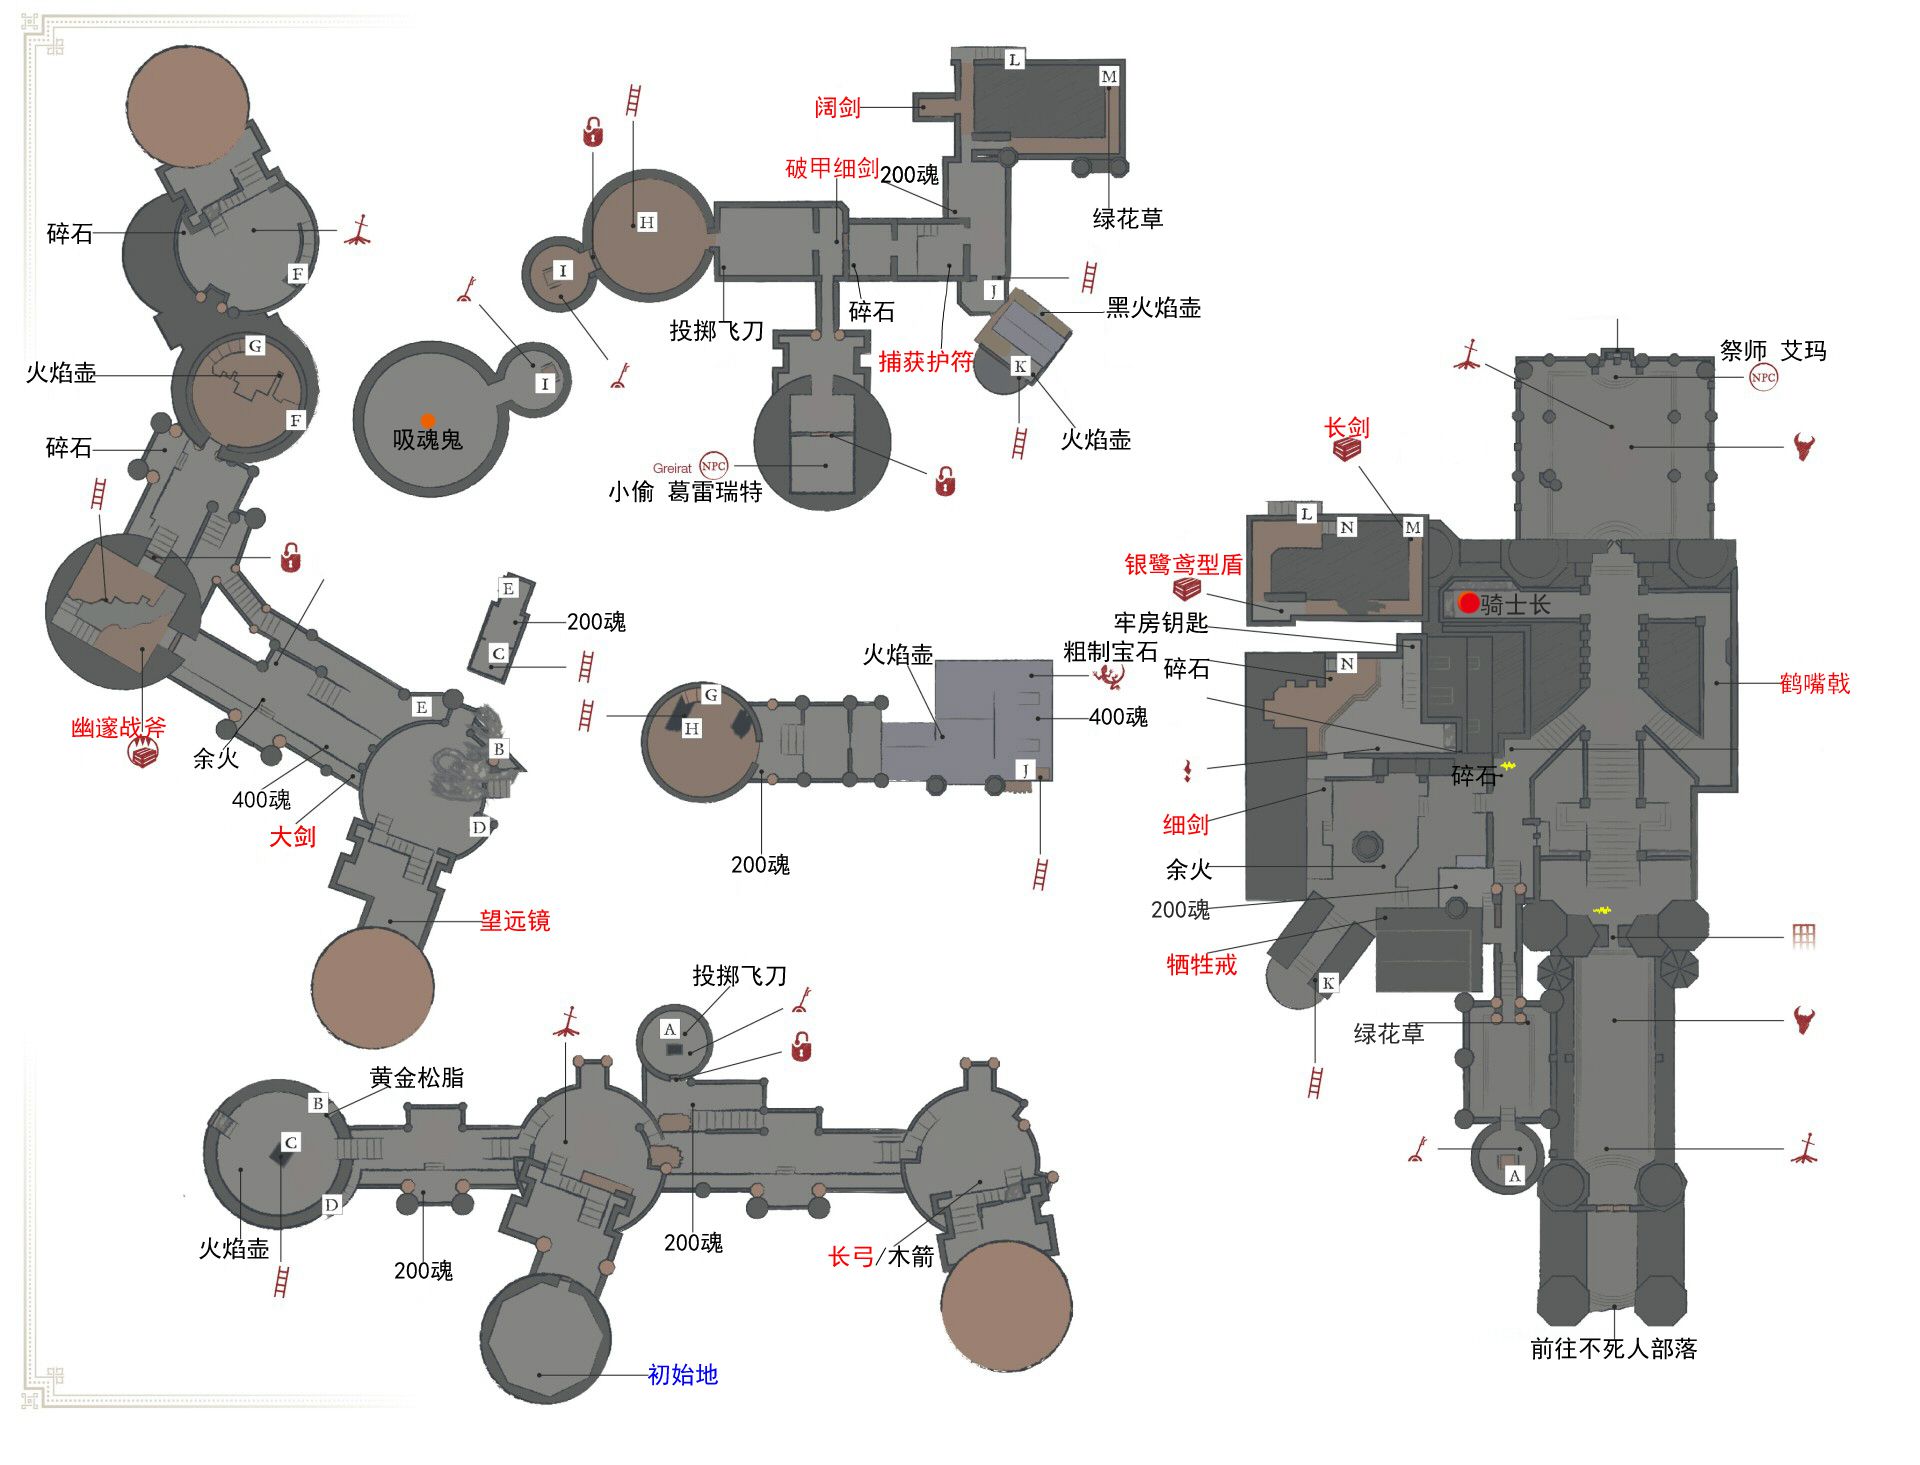 L
M
阔剑
破甲细剑
200魂
绿花草
碎石
F
H
I
J
投掷飞刀
碎石
黑火焰壶
捕获护符
K
火焰壶
G
火焰壶
F
I
吸魂鬼
碎石
Greirat NPC
小偷 葛雷瑞特
祭师 艾玛
NPC
长剑
L
N
M
银鹭鸢型盾
骑士长
牢房钥匙
粗制宝石
碎石
N
鹤嘴戟
E
200魂
C
幽邃战斧
E
B
余火
400魂
大剑
D
望远镜
火焰壶
G
H
400魂
J
200魂
碎石
细剑
余火
200魂
牺牲戒
K
绿花草
A
前往不死人部落
投掷飞刀
A
黄金松脂
B
C
D
火焰壶
200魂
200魂
长弓/木箭
初始地